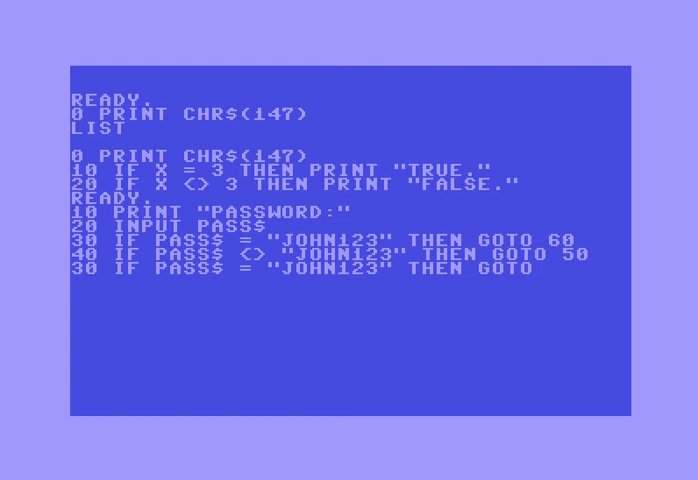 READY.
0 PRINT CHR$(147)
LIST
0 PRINT CHR$(147)
10 IF X = 3 THEN PRINT "TRUE."
20 IF X <> 3 THEN PRINT "FALSE."
READY.
10 PRINT "PASSWORD:"
20 INPUT PASS$
30 IF PASS$ = "JOHN123" THEN GOTO 60
40 IF PASS$ <> "JOHN123" THEN GOTO 50
30 IF PASS$ = "JOHN123" THEN GOTO